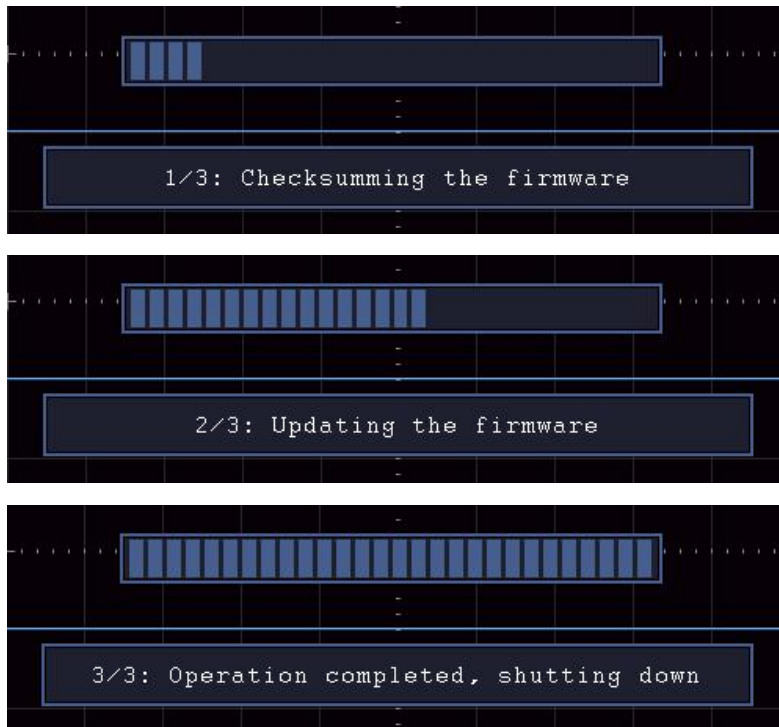 1/3: Checksumming the firmware
2/3: Updating the firmware
3/3: Operation completed, shutting down